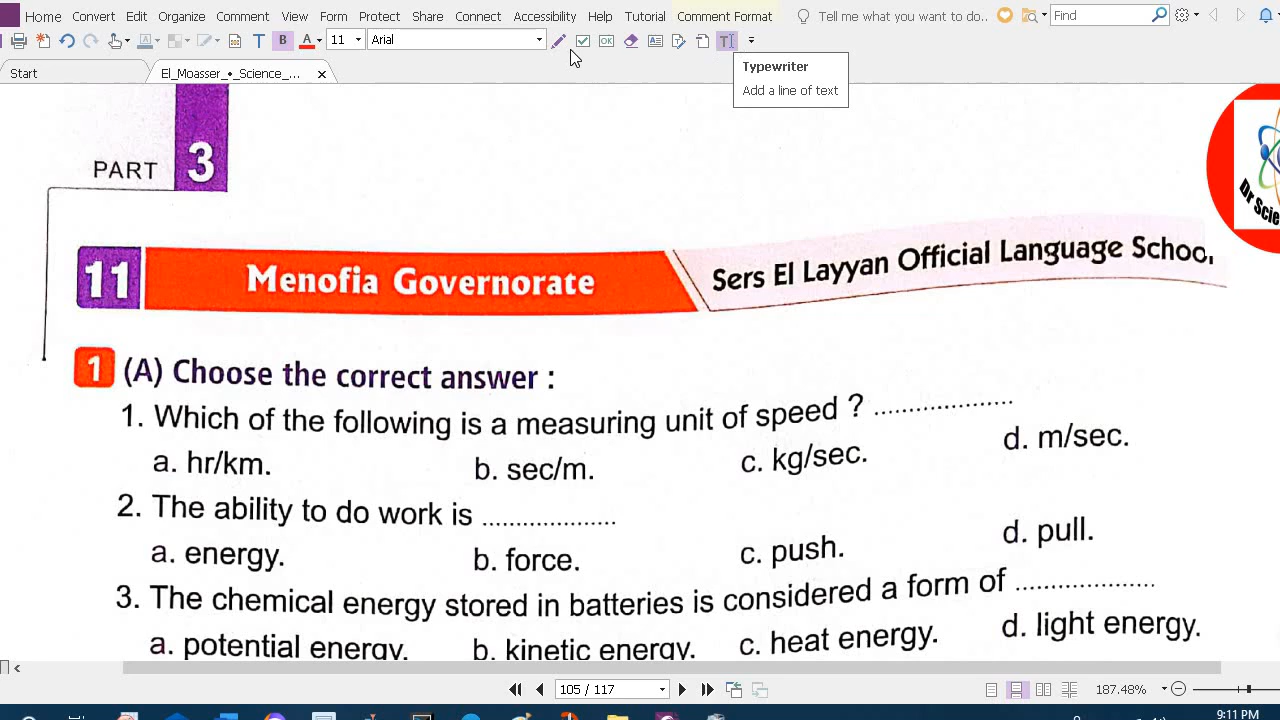 Home Convert Edit Organize Comment View Form Protect Share Connect Accessibility Help Tutorial Comment Format Tell me what you want to do.. Find
11 Arial
Start El_Moasser_•_Science_...
Typewriter
Add a line of text
PART 3
Dr Scie
11 Menofia Governorate Sers El Layyan Official Language School
1 (A) Choose the correct answer :
1. Which of the following is a measuring unit of speed ? ....................
a. hr/km. b. sec/m. c. kg/sec. d. m/sec.
2. The ability to do work is ....................
a. energy. b. force. c. push. d. pull.
3. The chemical energy stored in batteries is considered a form of ....................
a. potential energy. b. kinetic energy. c. heat energy. d. light energy.
105 / 117 187.48%
9:11 PM